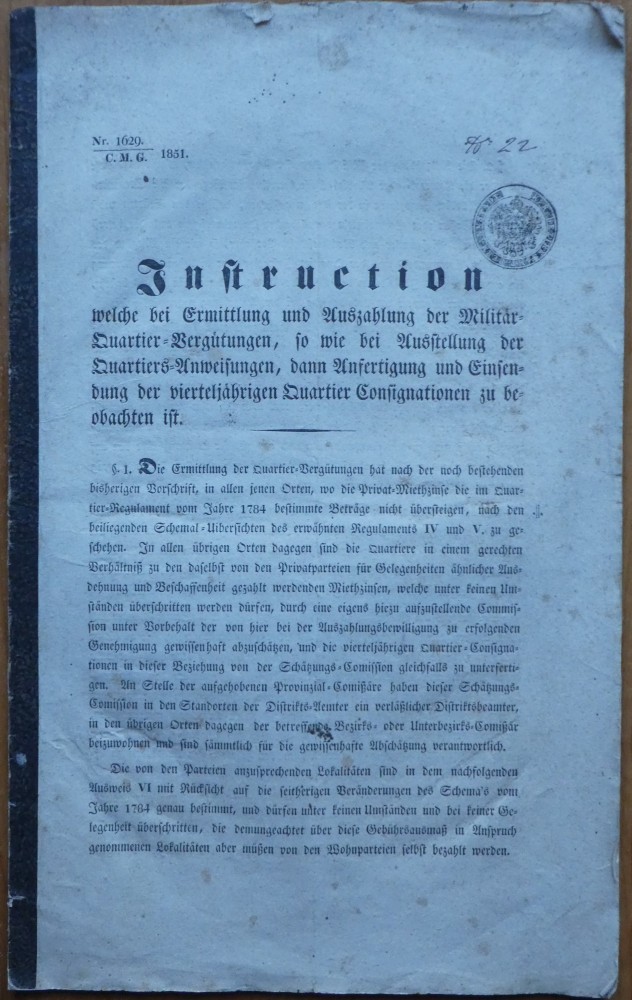 Nr. 1629.
C. M. G. 1851.
No 22
Instruction
welche bei Ermittlung und Auszahlung der Militär-
Quartier-Vergütungen, so wie bei Ausstellung der
Quartiers-Anweisungen, dann Anfertigung und Einsen-
dung der vierteljährigen Quartier Consignationen zu be-
obachten ist.
§. 1. Die Ermittlung der Quartier-Vergütungen hat nach der noch bestehenden
bisherigen Vorschrift, in allen jenen Orten, wo die Privat-Miethzinse die im Quar-
tier-Regulament vom Jahre 1784 bestimmte Beträge nicht übersteigen, nach den
beiliegenden Schemal-Uibersichten des erwähnten Regulaments IV und V. zu ge-
schehen. In allen übrigen Orten dagegen sind die Quartiere in einem gerechten
Verhältniß zu den daselbst von den Privatparteien für Gelegenheiten ähnlicher Aus-
dehnung und Beschaffenheit gezahlt werdenden Miethzinsen, welche unter keinen Um-
ständen überschritten werden dürfen, durch eine eigens hiezu aufzustellende Commis-
sion unter Vorbehalt der von hier bei der Auszahlungsbewilligung zu erfolgenden
Genehmigung gewissenhaft abzuschätzen, und die vierteljährigen Quartier-Consigna-
tionen in dieser Beziehung von der Schätzungs-Comission gleichfalls zu unterferti-
gen. An Stelle der aufgehobenen Provinzial-Comißäre haben dieser Schätzungs-
Comission in den Standorten der Distrikts-Aemter ein verläßlicher Distriktsbeamter,
in den übrigen Orten dagegen der betreffende Bezirks- oder Unterbezirks-Comißär
beizuwohnen und sind sämmtlich für die gewissenhafte Abschätzung verantwortlich.
Die von den Parteien anzusprechenden Lokalitäten sind in dem nachfolgenden
Ausweis VI mit Rücksicht auf die seitherigen Veränderungen des Schema's vom
Jahre 1784 genau bestimmt, und dürfen unter keinen Umständen und bei keiner Ge-
legenheit überschritten, die demungeachtet über diese Gebührsausmaß in Anspruch
genommenen Lokalitäten aber müßen von den Wohnparteien selbst bezahlt werden.